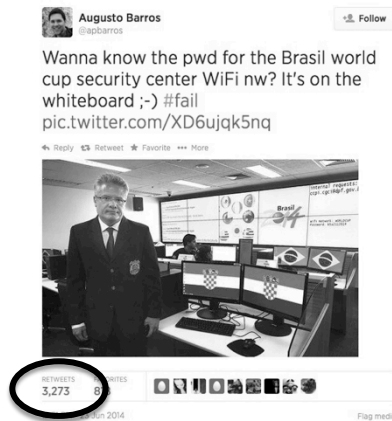 Augusto Barros
@apbarros
Follow
Wanna know the pwd for the Brasil world
cup security center WiFi nw? It's on the
whiteboard ;-) #fail
pic.twitter.com/XD6ujqk5nq
Reply Retweet Favorite More
Brasil
RETWEETS
3,273
Jun 2014
Flag medi